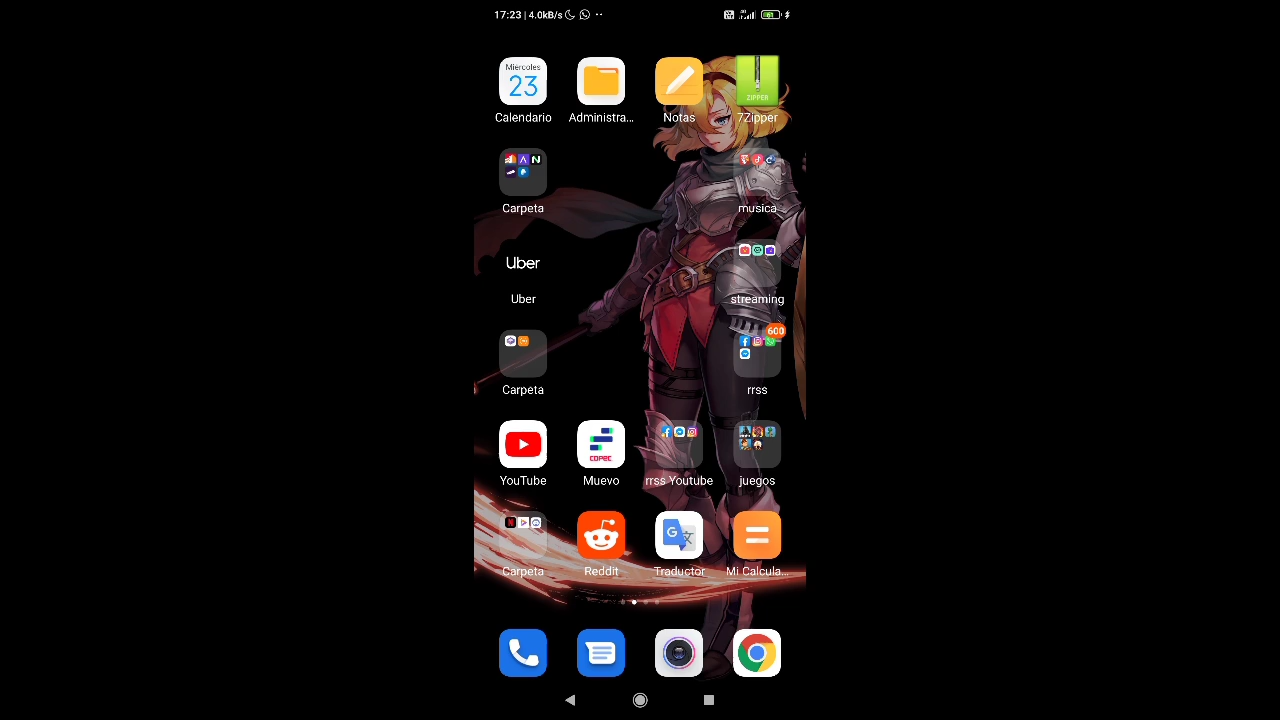 17:23 | 4.0kB/s
Miércoles
23
ZIPPER
Calendario
Administra...
Notas
7Zipper
Carpeta
musica
Uber
Uber
streaming
600
Carpeta
rrss
COPEC
YouTube
Muevo
rrss Youtube
juegos
G
Carpeta
Reddit
Traductor
Mi Calcula...